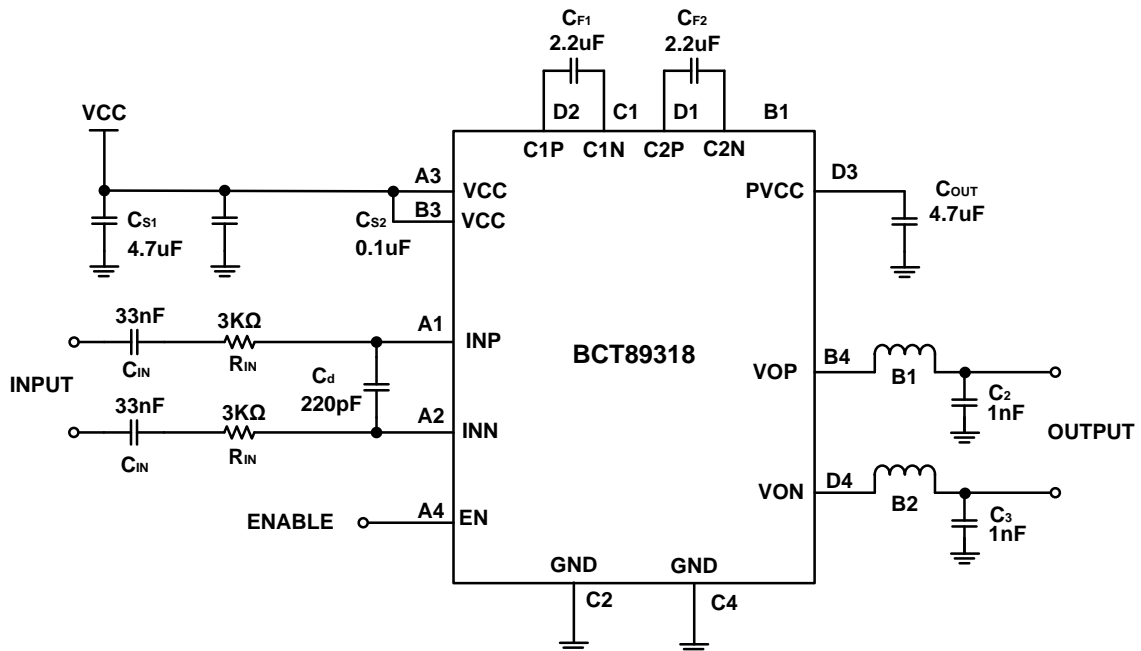 CF1
2.2uF
CF2
2.2uF
VCC
D2
C1
D1
B1
C1P
C1N
C2P
C2N
A3
VCC
B3
VCC
CS1
4.7uF
CS2
0.1uF
D3
PVCC
COUT
4.7uF
33nF
3KΩ
A1
INP
CIN
RIN
INPUT
Cd
220pF
BCT89318
VOP
B4
B1
C2
1nF
33nF
3KΩ
A2
INN
CIN
RIN
OUTPUT
VON
D4
B2
C3
1nF
ENABLE
A4
EN
GND
GND
C2
C4